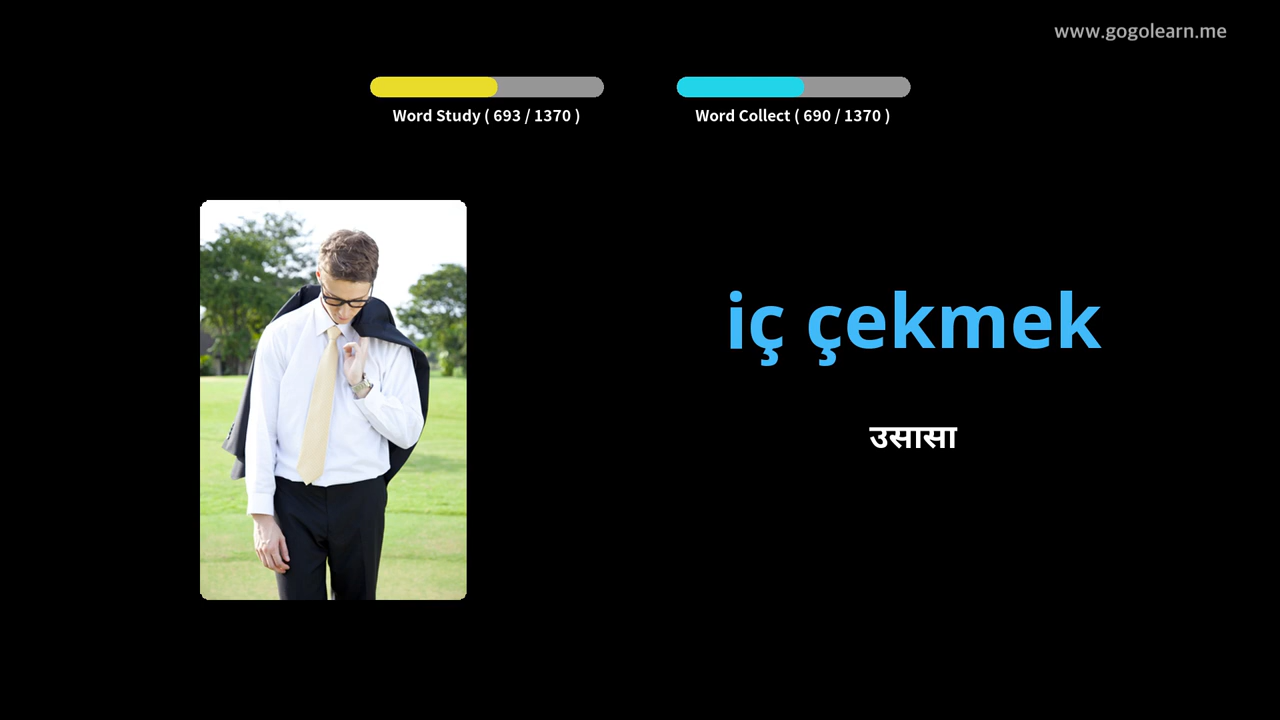 www.gogolearn.me
Word Study ( 693 / 1370 )
Word Collect ( 690 / 1370 )
iç çekmek
उसासा